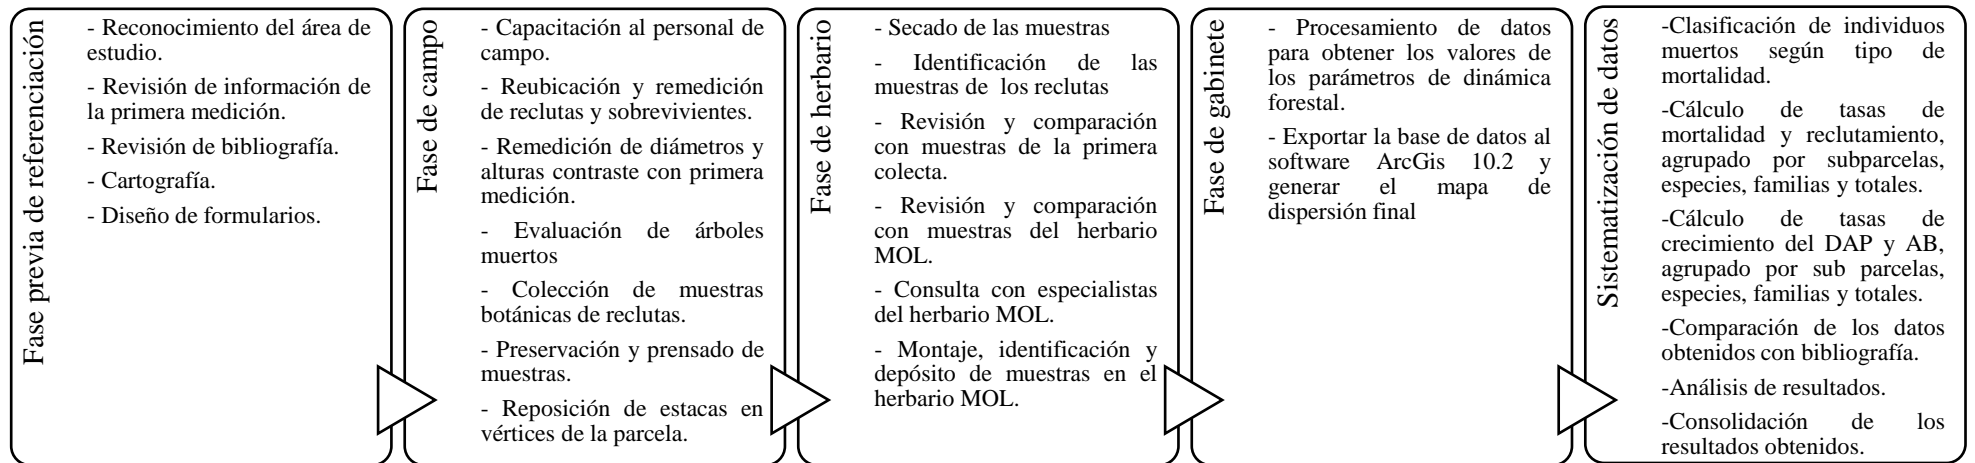 Fase previa de referenciación
- Reconocimiento del área de
estudio.
- Revisión de información de
la primera medición.
- Revisión de bibliografía.
- Cartografía.
- Diseño de formularios.
Fase de campo
- Capacitación al personal de
campo.
- Reubicación y remedición
de reclutas y sobrevivientes.
- Remedición de diámetros y
alturas contraste con primera
medición.
- Evaluación de árboles
muertos
- Colección de muestras
botánicas de reclutas.
- Preservación y prensado de
muestras.
- Reposición de estacas en
vértices de la parcela.
Fase de herbario
- Secado de las muestras
- Identificación de las
muestras de los reclutas
- Revisión y comparación
con muestras de la primera
colecta.
- Revisión y comparación
con muestras del herbario
MOL.
- Consulta con especialistas
del herbario MOL.
- Montaje, identificación y
depósito de muestras en el
herbario MOL.
Fase de gabinete
- Procesamiento de datos
para obtener los valores de
los parámetros de dinámica
forestal.
- Exportar la base de datos al
software ArcGis 10.2 y
generar el mapa de
dispersión final
Sistematización de datos
-Clasificación de individuos
muertos según tipo de
mortalidad.
-Cálculo de tasas de
mortalidad y reclutamiento,
agrupado por subparcelas,
especies, familias y totales.
-Cálculo de tasas de
crecimiento del DAP y AB,
agrupado por sub parcelas,
especies, familias y totales.
-Comparación de los datos
obtenidos con bibliografía.
-Análisis de resultados.
-Consolidación de los
resultados obtenidos.